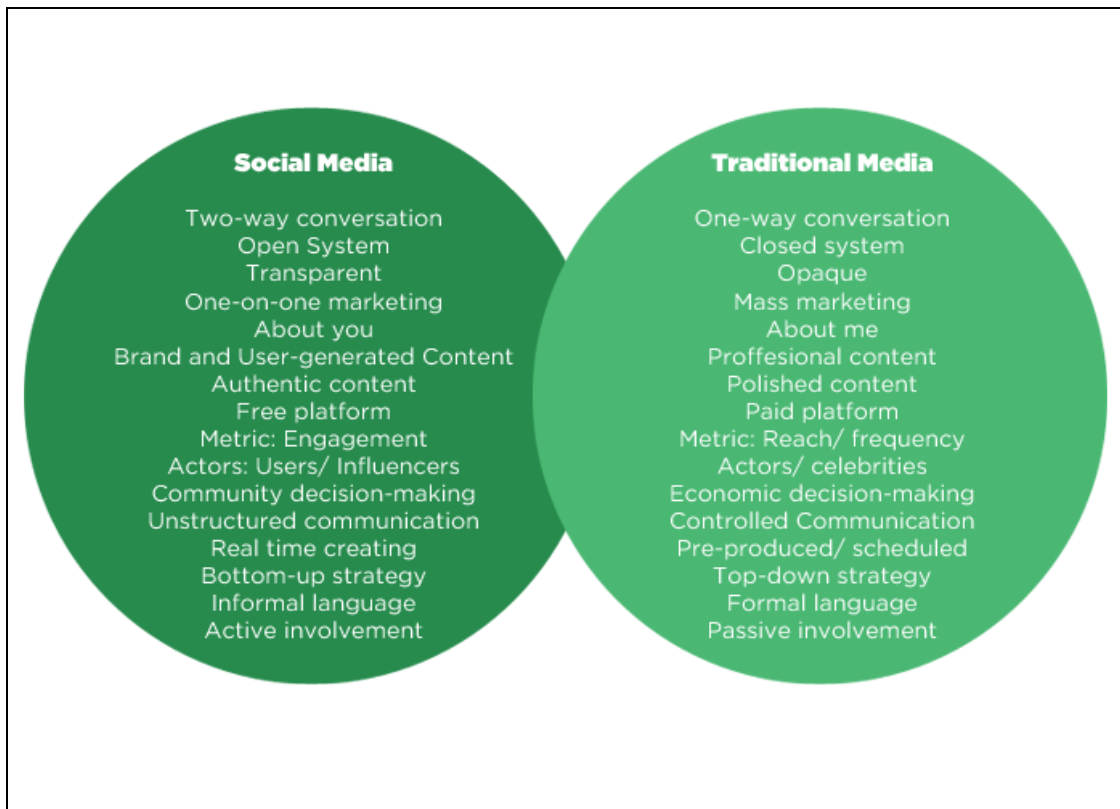 Social Media
Two-way conversation
Open System
Transparent
One-on-one marketing
About you
Brand and User-generated Content
Authentic content
Free platform
Metric: Engagement
Actors: Users/ Influencers
Community decision-making
Unstructured communication
Real time creating
Bottom-up strategy
Informal language
Active involvement
Traditional Media
One-way conversation
Closed system
Opaque
Mass marketing
About me
Proffesional content
Polished content
Paid platform
Metric: Reach/ frequency
Actors/ celebrities
Economic decision-making
Controlled Communication
Pre-produced/ scheduled
Top-down strategy
Formal language
Passive involvement